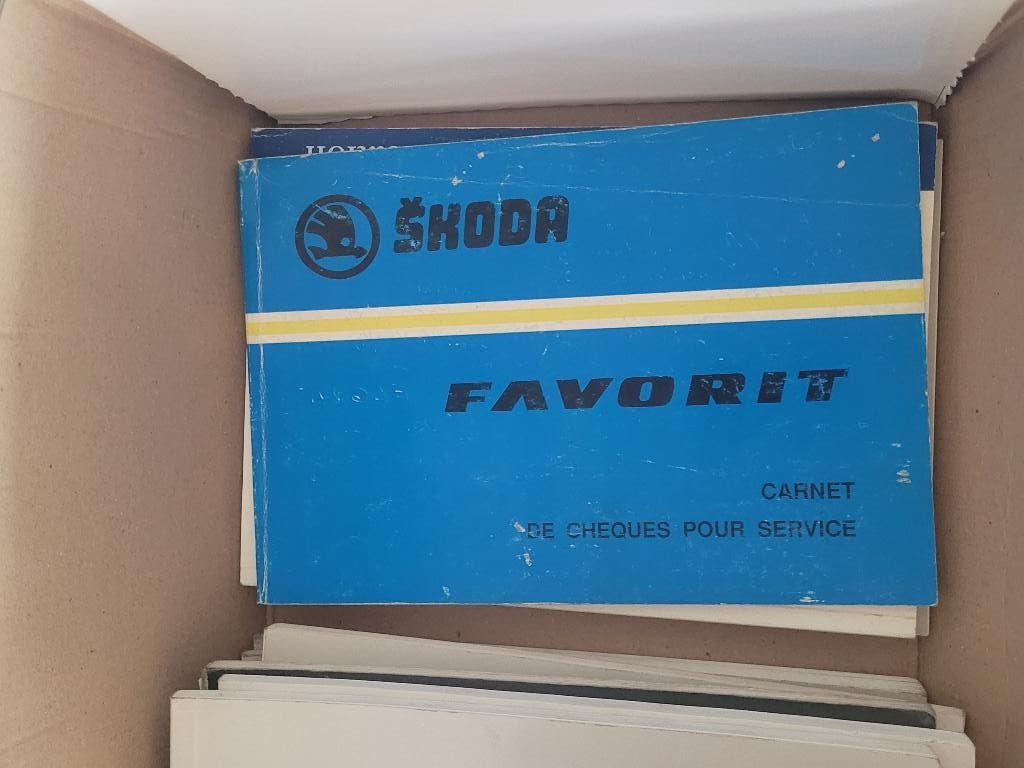 ŠKODA
FAVORIT
CARNET
DE CHEQUES POUR SERVICE